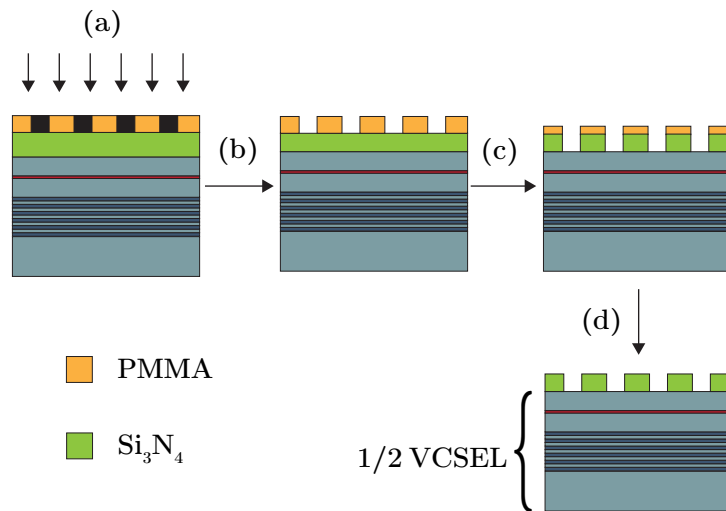 (a)
(b)
(c)
(d)
PMMA
Si₃N₄
1/2 VCSEL